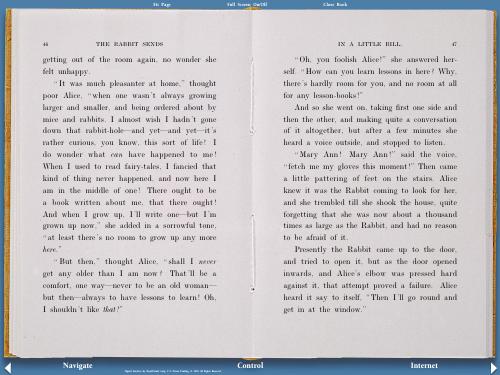 Full Screen On/Off
Close Book
46 THE RABBIT SENDS
getting out of the room again, no wonder she
felt unhappy.
"It was much pleasanter at home," thought
poor Alice, "when one wasn't always growing
larger and smaller, and being ordered about by
mice and rabbits. I almost wish I hadn't gone
down that rabbit-hole—and yet—and yet—it's
rather curious, you know, this sort of life! I
do wonder what can have happened to me!
When I used to read fairy-tales, I fancied that
kind of thing never happened, and now here I
am in the middle of one! There ought to be
a book written about me, that there ought!
And when I grow up, I'll write one—but I'm
grown up now," she added in a sorrowful tone,
"at least there's no room to grow up any more
here."
"But then," thought Alice, "shall I never
get any older than I am now? That'll be a
comfort, one way—never to be an old woman—
but then—always to have lessons to learn! Oh,
I shouldn't like that!"
IN A LITTLE BILL. 47
"Oh, you foolish Alice!" she answered her-
self. "How can you learn lessons in here? Why,
there's hardly room for you, and no room at all
for any lesson-books!"
And so she went on, taking first one side and
then the other, and making quite a conversation
of it altogether, but after a few minutes she
heard a voice outside, and stopped to listen.
"Mary Ann! Mary Ann!" said the voice,
"fetch me my gloves this moment!" Then came
a little pattering of feet on the stairs. Alice
knew it was the Rabbit coming to look for her,
and she trembled till she shook the house, quite
forgetting that she was now about a thousand
times as large as the Rabbit, and had no reason
to be afraid of it.
Presently the Rabbit came up to the door,
and tried to open it, but as the door opened
inwards, and Alice's elbow was pressed hard
against it, that attempt proved a failure. Alice
heard it say to itself, "Then I'll go round and
get in at the window."
Navigate
Control
Internet